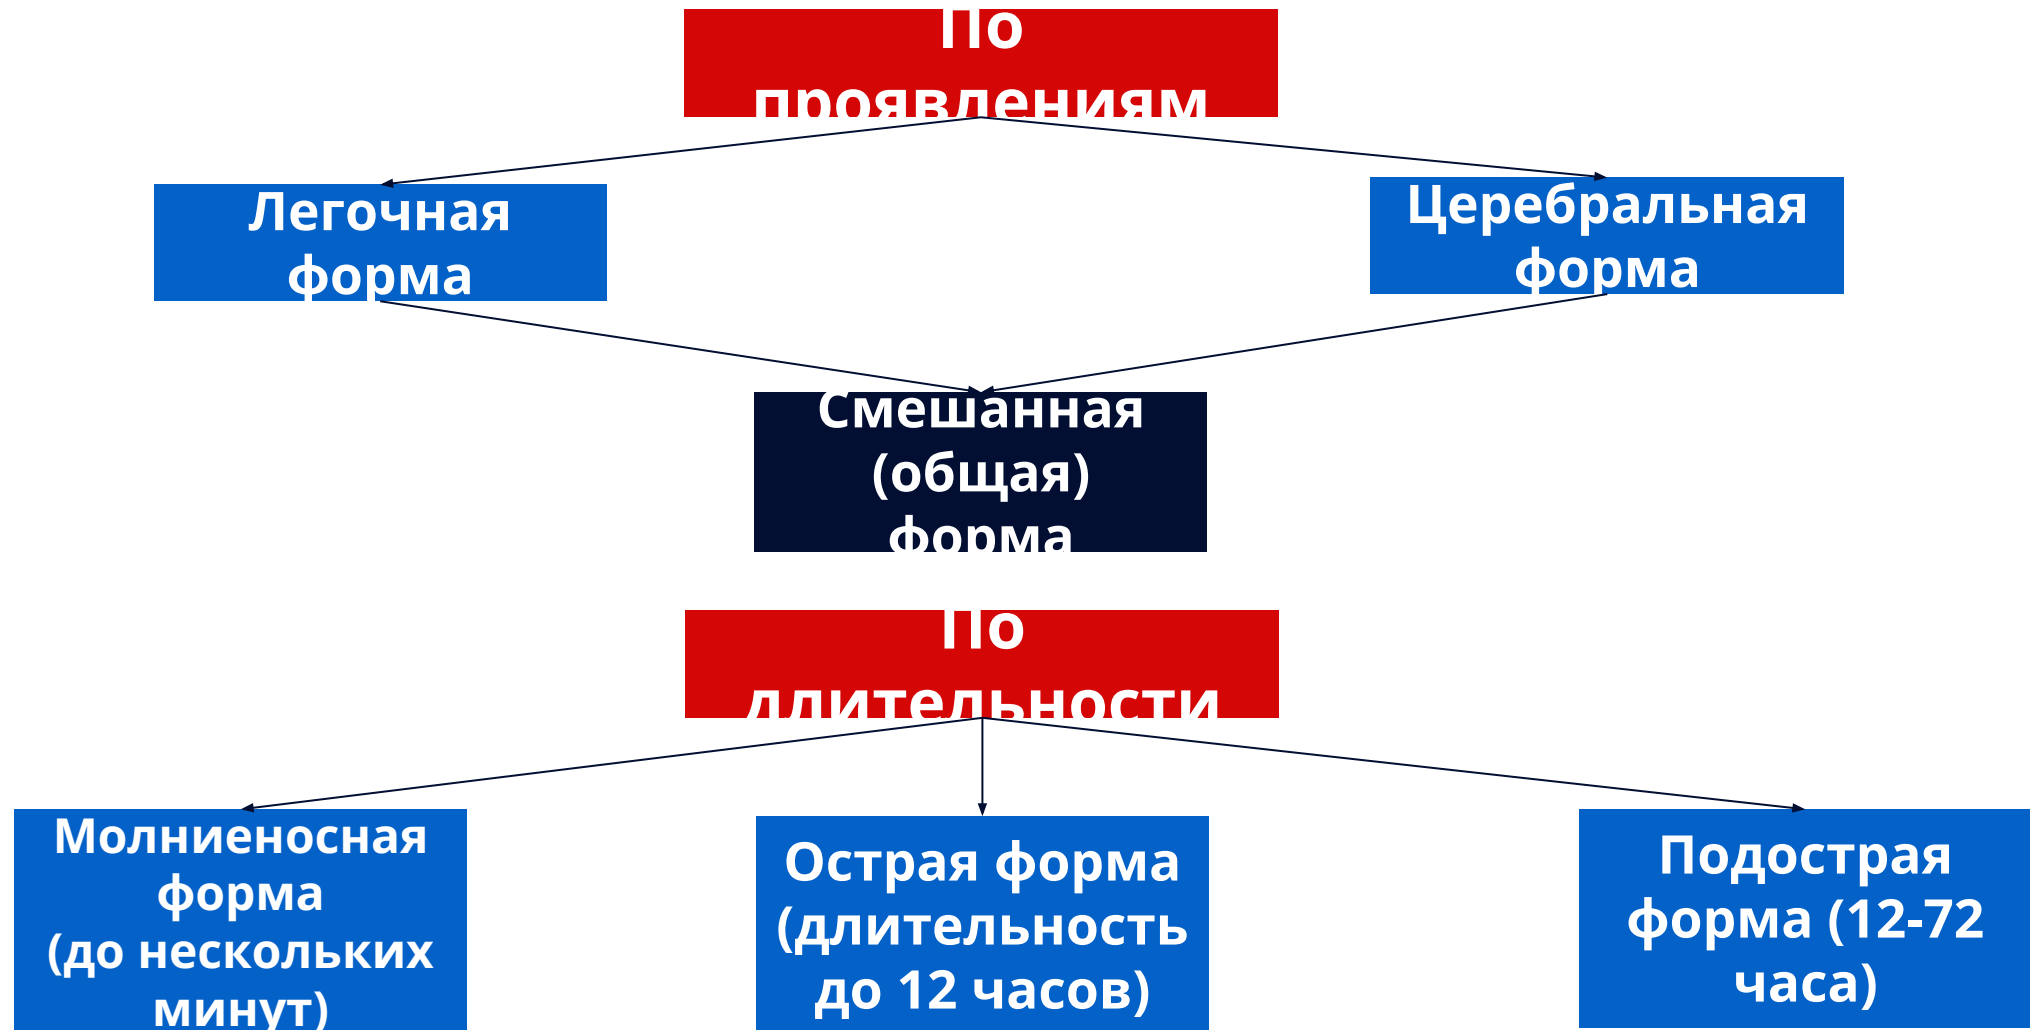 По
проявлениям
Легочная
форма
Церебральная
форма
Смешанная
(общая)
форма
По
длительности
Молниеносная
форма
(до нескольких
минут)
Острая форма
(длительность
до 12 часов)
Подострая
форма (12-72
часа)